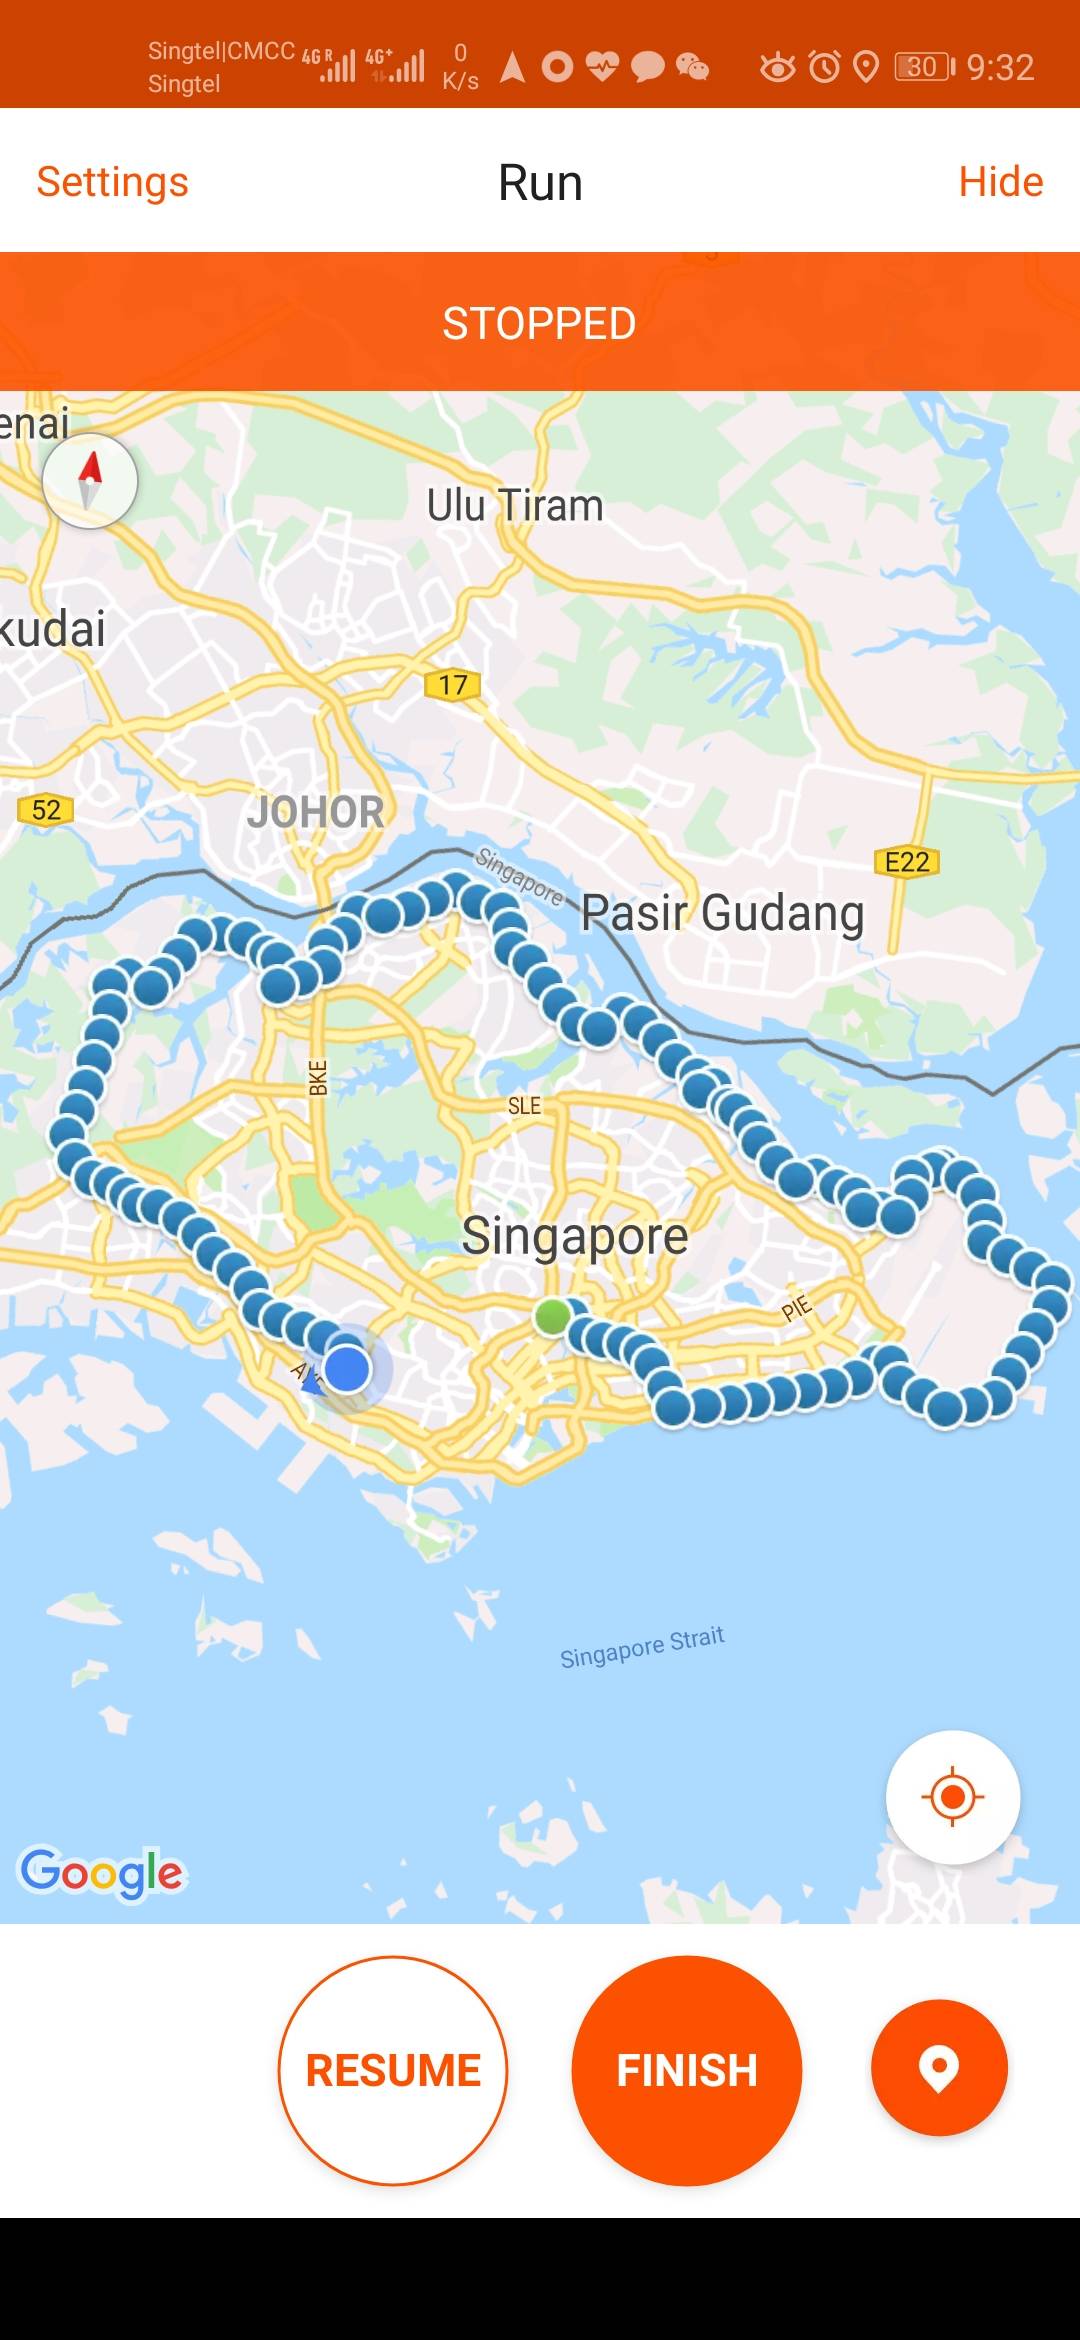 Singtel|CMCC 4G R 4G+ 0 30 9:32
Singtel K/s
Settings Run Hide
STOPPED
enai
Ulu Tiram
kudai
17
JOHOR
52
Singapore
E22
Pasir Gudang
BKE
SLE
Singapore
PIE
Singapore Strait
Google
RESUME FINISH